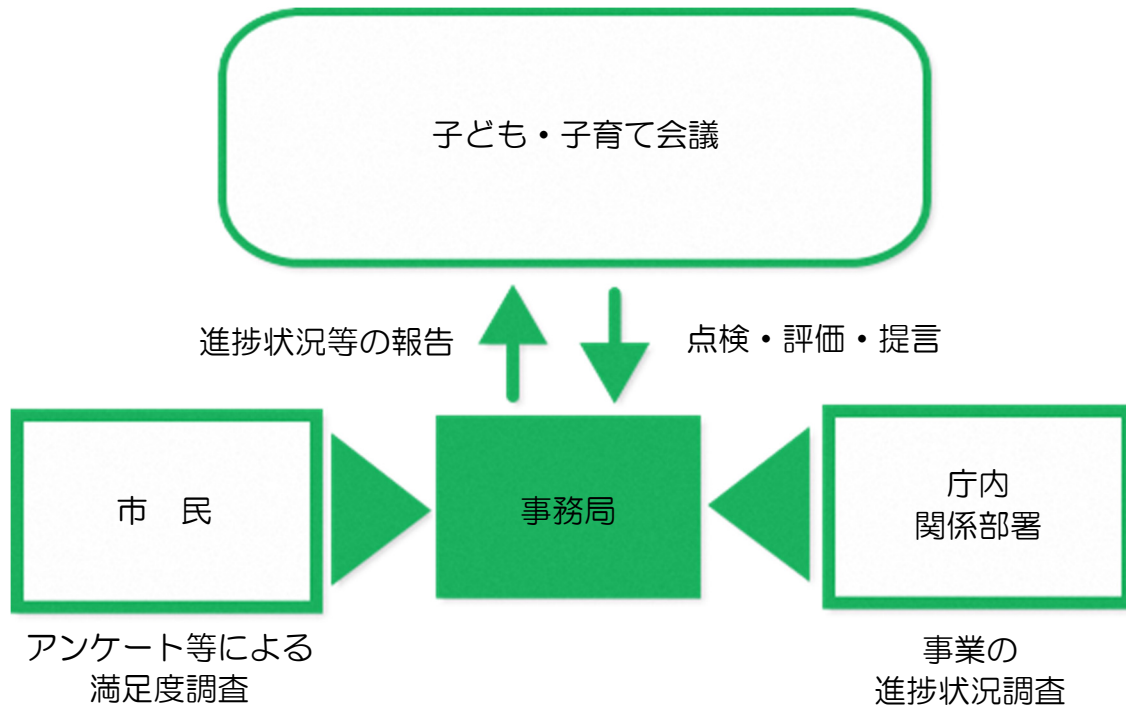 子ども・子育て会議
進捗状況等の報告
点検・評価・提言
市　民
事務局
庁内
関係部署
アンケート等による
満足度調査
事業の
進捗状況調査